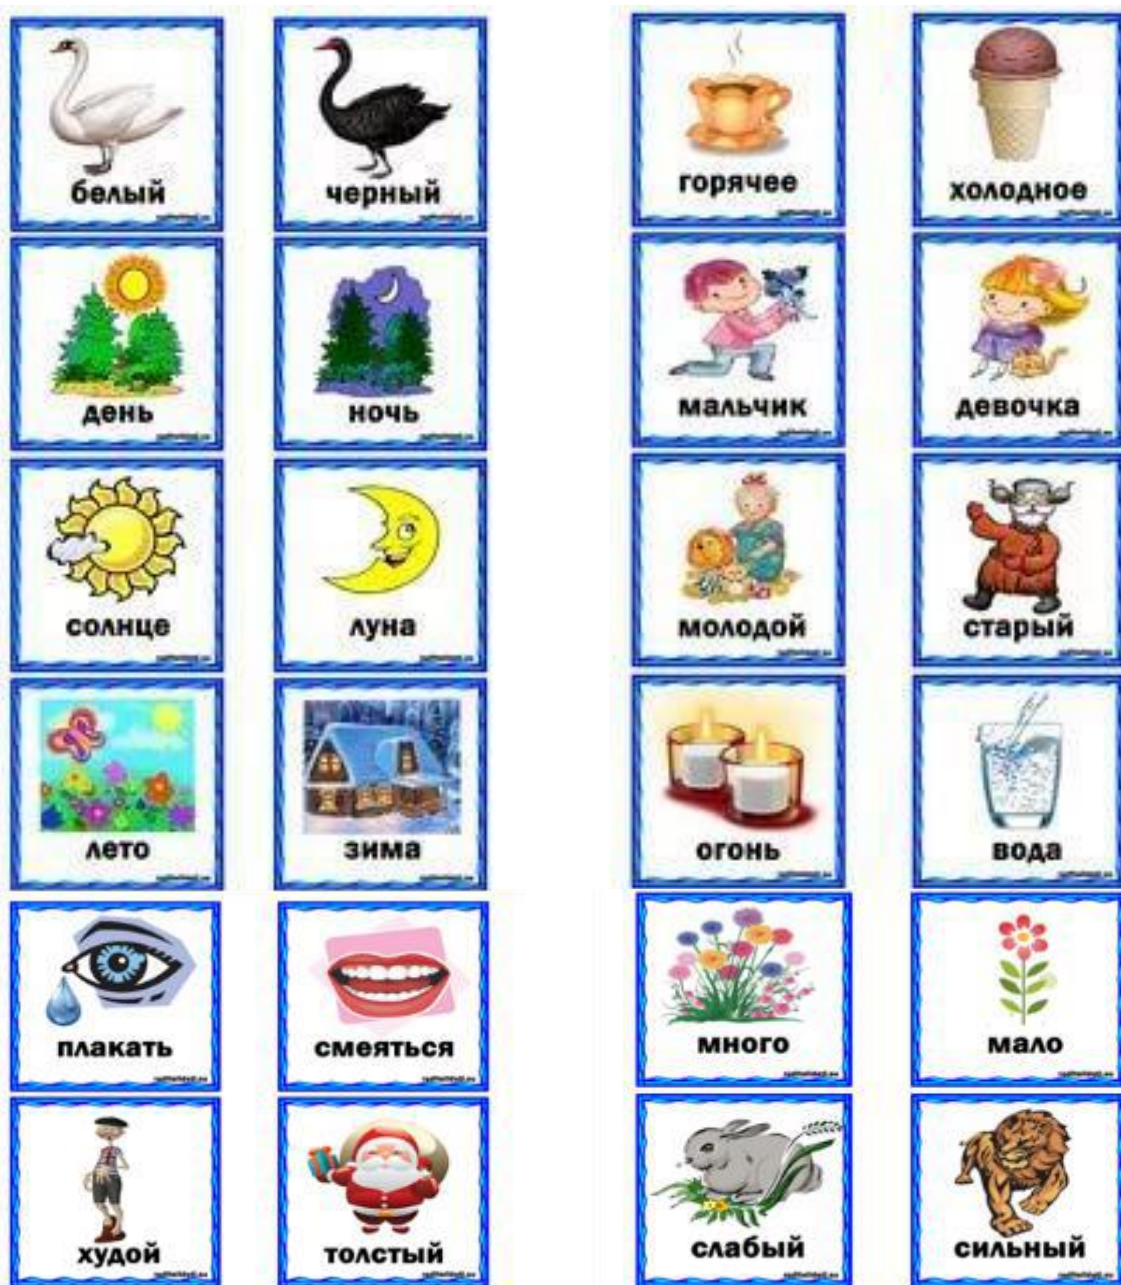 белый
черный
горячее
холодное
день
ночь
мальчик
девочка
солнце
луна
молодой
старый
лето
зима
огонь
вода
плакать
смеяться
много
мало
худой
толстый
слабый
сильный